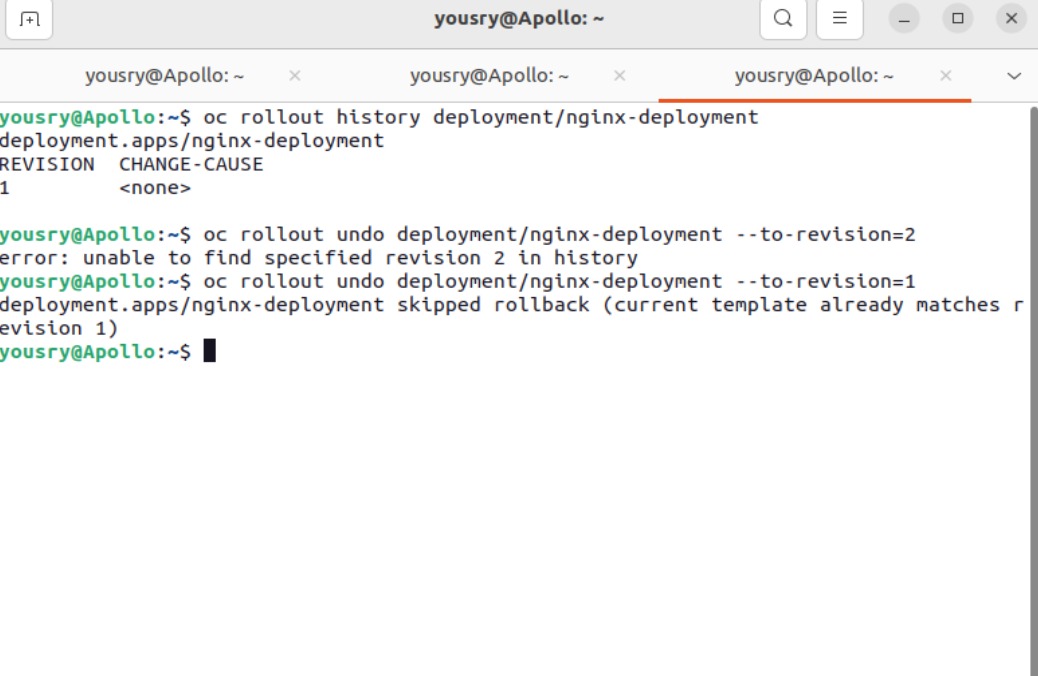 yousry@Apollo: ~
yousry@Apollo: ~ × yousry@Apollo: ~ × yousry@Apollo: ~ ×
yousry@Apollo:~$ oc rollout history deployment/nginx-deployment
deployment.apps/nginx-deployment
REVISION  CHANGE-CAUSE
1         <none>
yousry@Apollo:~$ oc rollout undo deployment/nginx-deployment --to-revision=2
error: unable to find specified revision 2 in history
yousry@Apollo:~$ oc rollout undo deployment/nginx-deployment --to-revision=1
deployment.apps/nginx-deployment skipped rollback (current template already matches r
evision 1)
yousry@Apollo:~$